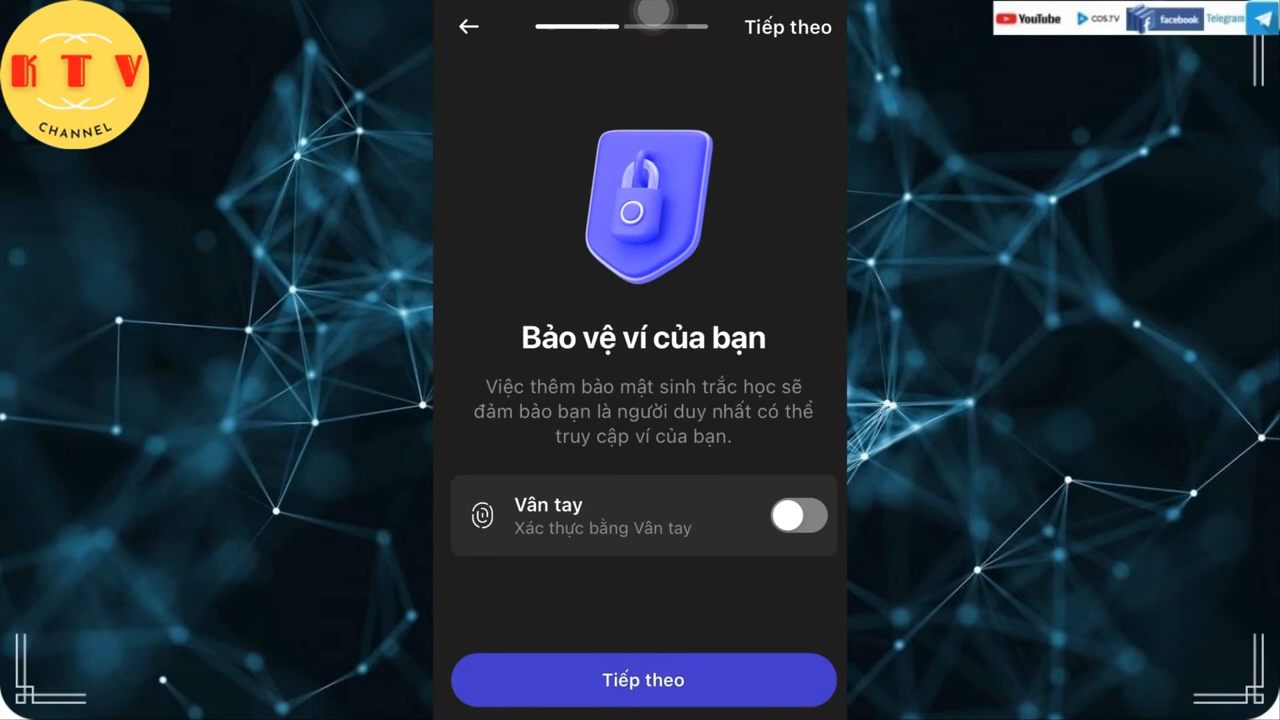 KTV
CHANNEL
Tiếp theo
YouTube
COS.TV
facebook
Telegram
Bảo vệ ví của bạn
Việc thêm bảo mật sinh trắc học sẽ
đảm bảo bạn là người duy nhất có thể
truy cập ví của bạn.
Vân tay
Xác thực bằng Vân tay
Tiếp theo